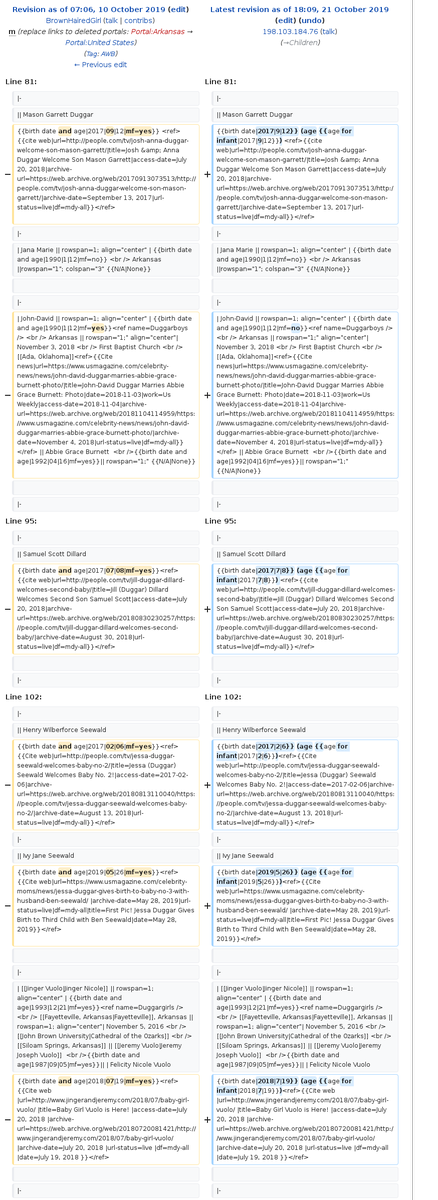 Revision as of 07:06, 10 October 2019 (edit)
BrownHairedGirl (talk | contribs)
m (replace links to deleted portals: Portal:Arkansas →
Portal:United States)
(Tag: AWB)
← Previous edit
Latest revision as of 18:09, 21 October 2019
(edit) (undo)
198.103.184.76 (talk)
(→Children)
Line 81:
Line 81:
|-
|-
|| Mason Garrett Duggar
|| Mason Garrett Duggar
− {{birth date and age|2017|09|12|mf=yes}} <ref>
{{cite web|url=http://people.com/tv/josh-anna-duggar-
welcome-son-mason-garrett/|title=Josh &amp; Anna
Duggar Welcome Son Mason Garrett|access-date=July
20, 2018|archive-
url=https://web.archive.org/web/20170913073513/http://
people.com/tv/josh-anna-duggar-welcome-son-mason-
garrett/|archive-date=September 13, 2017|url-
status=live|df=mdy-all}}</ref>
+ {{birth date|2017|9|12}} (age {{age for
infant|2017|9|12}}) <ref>{{cite
web|url=http://people.com/tv/josh-anna-duggar-
welcome-son-mason-garrett/|title=Josh &amp; Anna
Duggar Welcome Son Mason Garrett|access-date=July
20, 2018|archive-
url=https://web.archive.org/web/20170913073513/http:/
/people.com/tv/josh-anna-duggar-welcome-son-mason-
garrett/|archive-date=September 13, 2017|url-
status=live|df=mdy-all}}</ref>
|-
|-
| Jana Marie || rowspan=1; align="center" | {{birth date
and age|1990|1|12|mf=no}} <br /> Arkansas
||rowspan="1"; colspan="3" {{N/A|None}}
| Jana Marie || rowspan=1; align="center" | {{birth date
and age|1990|1|12|mf=no}} <br /> Arkansas
||rowspan="1"; colspan="3" {{N/A|None}}
|-
|-
− | John-David || rowspan=1; align="center" | {{birth date
and age|1990|1|12|mf=yes}}<ref name=Duggarboys />
<br /> Arkansas || rowspan="1;" align="center"|
November 3, 2018 <br /> First Baptist Church <br />
[[Ada, Oklahoma]]<ref>{{Cite
news|url=https://www.usmagazine.com/celebrity-
news/news/john-david-duggar-marries-abbie-grace-
burnett-photo/|title=John-David Duggar Marries Abbie
Grace Burnett: Photo|date=2018-11-03|work=Us
Weekly|access-date=2018-11-04|archive-
url=https://web.archive.org/web/20181104114959/https:
//www.usmagazine.com/celebrity-news/news/john-david-
duggar-marries-abbie-grace-burnett-photo/|archive-
date=November 4, 2018|url-status=live|df=mdy-all}}
</ref> || Abbie Grace Burnett <br /> {{birth date and
age|1992|04|16|mf=yes}}|| rowspan="1;" {{N/A|None}}
+ | John-David || rowspan=1; align="center" | {{birth date
and age|1990|1|12|mf=no}}<ref name=Duggarboys />
<br /> Arkansas || rowspan="1;" align="center"|
November 3, 2018 <br /> First Baptist Church <br />
[[Ada, Oklahoma]]<ref>{{Cite
news|url=https://www.usmagazine.com/celebrity-
news/news/john-david-duggar-marries-abbie-grace-
burnett-photo/|title=John-David Duggar Marries Abbie
Grace Burnett: Photo|date=2018-11-03|work=Us
Weekly|access-date=2018-11-04|archive-
url=https://web.archive.org/web/20181104114959/https:
//www.usmagazine.com/celebrity-news/news/john-david-
duggar-marries-abbie-grace-burnett-photo/|archive-
date=November 4, 2018|url-status=live|df=mdy-all}}
</ref> || Abbie Grace Burnett <br /> {{birth date and
age|1992|04|16|mf=yes}}|| rowspan="1;"
{{N/A|None}}
|-
|-
Line 95:
Line 95:
|-
|-
|| Samuel Scott Dillard
|| Samuel Scott Dillard
− {{birth date and age|2017|07|08|mf=yes}}<ref>
{{cite web|url=http://people.com/tv/jill-duggar-dillard-
welcomes-second-baby/|title=Jill (Duggar) Dillard
Welcomes Second Son Samuel Scott|access-date=July
20, 2018|archive-
url=https://web.archive.org/web/20180830230257/https:
//people.com/tv/jill-duggar-dillard-welcomes-second-
baby/|archive-date=August 30, 2018|url-
status=live|df=mdy-all}}</ref>
+ {{birth date|2017|7|8}} (age {{age for
infant|2017|7|8}}) <ref>{{cite
web|url=http://people.com/tv/jill-duggar-dillard-welcomes-
second-baby/|title=Jill (Duggar) Dillard Welcomes Second
Son Samuel Scott|access-date=July 20, 2018|archive-
url=https://web.archive.org/web/20180830230257/https:
//people.com/tv/jill-duggar-dillard-welcomes-second-
baby/|archive-date=August 30, 2018|url-
status=live|df=mdy-all}}</ref>
|-
|-
Line 102:
Line 102:
|-
|-
|| Henry Wilberforce Seewald
|| Henry Wilberforce Seewald
− {{birth date and age|2017|02|06|mf=yes}}<ref>
{{Cite web|url=http://people.com/tv/jessa-duggar-
seewald-welcomes-baby-no-2/|title=Jessa (Duggar)
Seewald Welcomes Baby No. 2!|access-date=2017-02-
06|archive-
url=https://web.archive.org/web/20180813110040/https:
//people.com/tv/jessa-duggar-seewald-welcomes-baby-
no-2/|archive-date=August 13, 2018|url-
status=live|df=mdy-all}}</ref>
+ {{birth date|2017|2|6}} (age {{age for
infant|2017|2|6}})<ref>{{Cite
web|url=http://people.com/tv/jessa-duggar-seewald-
welcomes-baby-no-2/|title=Jessa (Duggar) Seewald
Welcomes Baby No. 2!|access-date=2017-02-06|archive-
url=https://web.archive.org/web/20180813110040/https:
//people.com/tv/jessa-duggar-seewald-welcomes-baby-
no-2/|archive-date=August 13, 2018|url-
status=live|df=mdy-all}}</ref>
|-
|-
|| Ivy Jane Seewald
|| Ivy Jane Seewald
− {{birth date and age|2019|05|26|mf=yes}}<ref>
{{Cite web|url=https://www.usmagazine.com/celebrity-
moms/news/jessa-duggar-gives-birth-to-baby-no-3-with-
husband-ben-seewald/ |archive-date=May 28, 2019|url-
status=live|df=mdy-all|title=First Pic! Jessa Duggar Gives
Birth to Third Child with Ben Seewald|date=May 28,
2019}}</ref>
+ {{birth date|2019|5|26}} (age {{age for
infant|2019|5|26}})<ref>{{Cite
web|url=https://www.usmagazine.com/celebrity-
moms/news/jessa-duggar-gives-birth-to-baby-no-3-with-
husband-ben-seewald/ |archive-date=May 28, 2019|url-
status=live|df=mdy-all|title=First Pic! Jessa Duggar Gives
Birth to Third Child with Ben Seewald|date=May 28,
2019}}</ref>
|-
|-
| [[Jinger Vuolo|Jinger Nicole]] || rowspan=1;
align="center" | {{birth date and
age|1993|12|21|mf=yes}}<ref name=Duggargirls />
<br /> [[Fayetteville, Arkansas|Fayetteville]], Arkansas ||
rowspan=1; align="center"| November 5, 2016 <br />
[[John Brown University|Cathedral of the Ozarks]] <br />
[[Siloam Springs, Arkansas]] || [[Jeremy Vuolo|Jeremy
Joseph Vuolo]] <br />{{birth date and
age|1987|09|05|mf=yes}}|| | Felicity Nicole Vuolo
| [[Jinger Vuolo|Jinger Nicole]] || rowspan=1;
align="center" | {{birth date and
age|1993|12|21|mf=yes}}<ref name=Duggargirls />
<br /> [[Fayetteville, Arkansas|Fayetteville]], Arkansas
|| rowspan=1; align="center"| November 5, 2016 <br />
[[John Brown University|Cathedral of the Ozarks]] <br />
[[Siloam Springs, Arkansas]] || [[Jeremy Vuolo|Jeremy
Joseph Vuolo]] <br />{{birth date and
age|1987|09|05|mf=yes}}|| | Felicity Nicole Vuolo
− {{birth date and age|2018|07|19|mf=yes}}<ref>
{{Cite web
|url=http://www.jingerandjeremy.com/2018/07/baby-girl-
vuolo/ |title=Baby Girl Vuolo is Here! |access-date=July
20, 2018 |archive-
url=https://web.archive.org/web/20180720081421/http:/
/www.jingerandjeremy.com/2018/07/baby-girl-vuolo/
|archive-date=July 20, 2018 |url-status=live |df=mdy-all
|date=July 19, 2018 }}</ref>
+ {{birth date|2018|7|19}} (age {{age for
infant|2018|7|19}})<ref>{{Cite web
|url=http://www.jingerandjeremy.com/2018/07/baby-girl-
vuolo/ |title=Baby Girl Vuolo is Here! |access-date=July
20, 2018 |archive-
url=https://web.archive.org/web/20180720081421/http:/
/www.jingerandjeremy.com/2018/07/baby-girl-vuolo/
|archive-date=July 20, 2018 |url-status=live |df=mdy-all
|date=July 19, 2018 }}</ref>
|-
|-